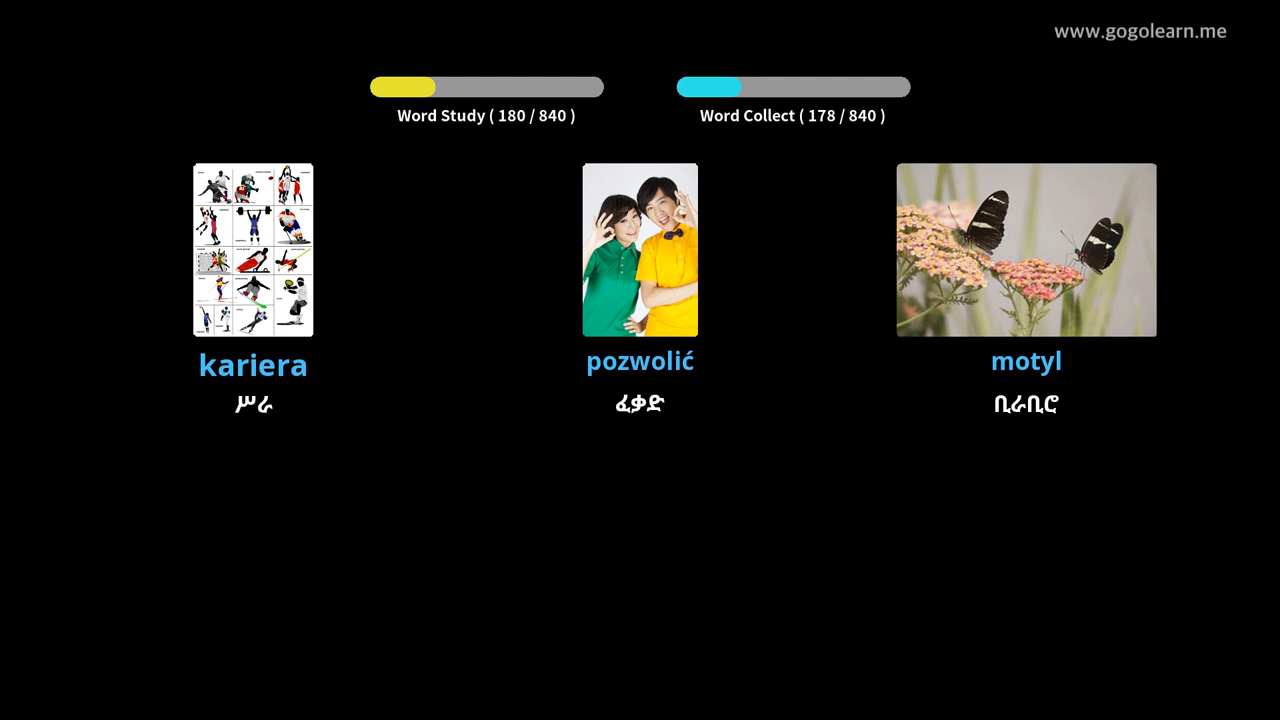 www.gogolearn.me
Word Study ( 180 / 840 )
Word Collect ( 178 / 840 )
kariera
pozwolić
motyl
ሥራ
ፈቃድ
ቢራቢሮ